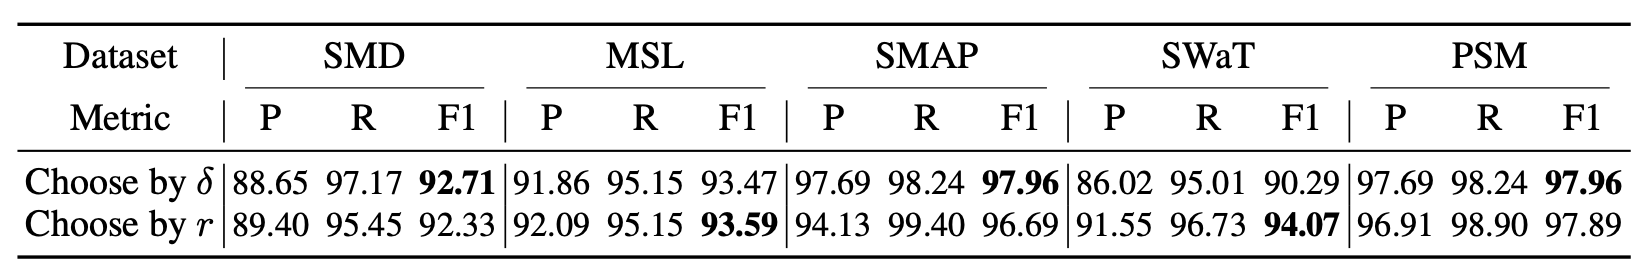 Dataset SMD MSL SMAP SWaT PSM
Metric P R F1 P R F1 P R F1 P R F1 P R F1
Choose by δ 88.65 97.17 92.71 91.86 95.15 93.47 97.69 98.24 97.96 86.02 95.01 90.29 97.69 98.24 97.96
Choose by r 89.40 95.45 92.33 92.09 95.15 93.59 94.13 99.40 96.69 91.55 96.73 94.07 96.91 98.90 97.89